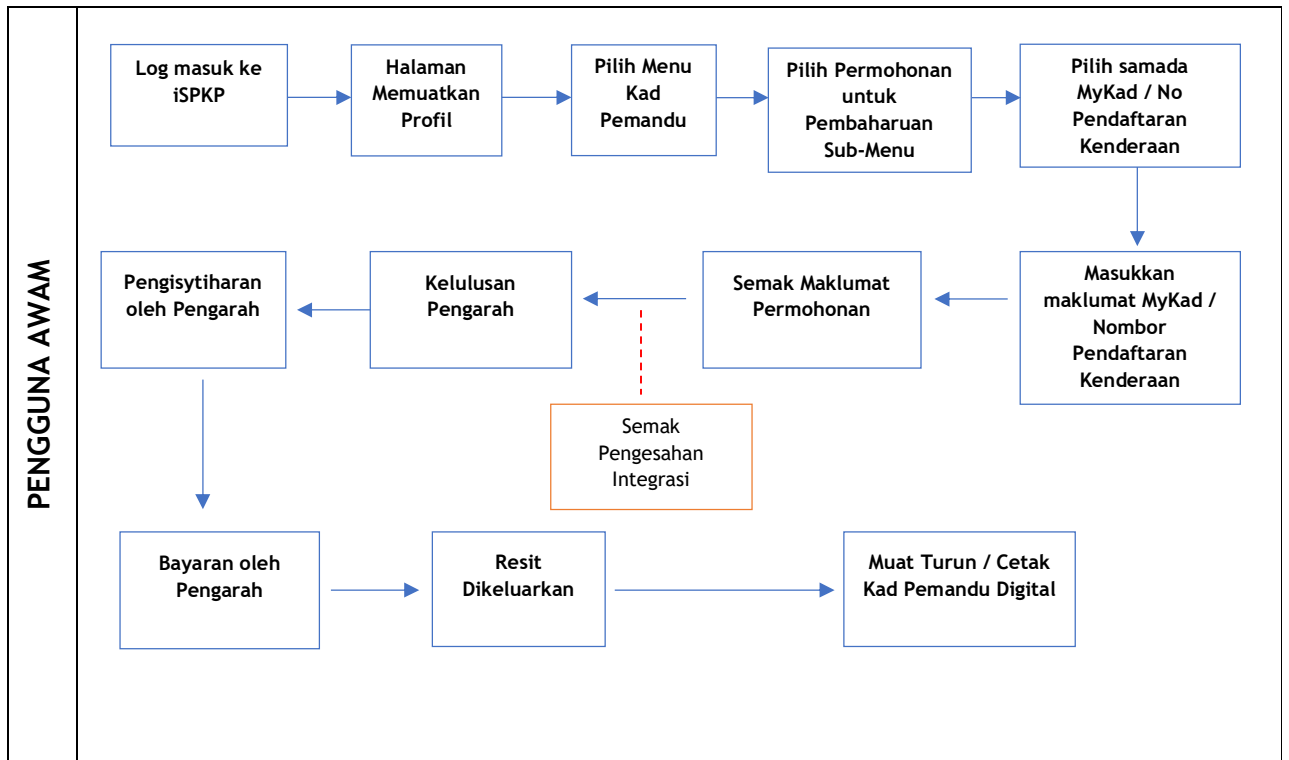 PENGGUNA AWAM
Log masuk ke
iSPKP
Halaman
Memuatkan
Profil
Pilih Menu
Kad
Pemandu
Pilih Permohonan
untuk
Pembaharuan
Sub-Menu
Pilih samada
MyKad / No
Pendaftaran
Kenderaan
Masukkan
maklumat MyKad /
Nombor
Pendaftaran
Kenderaan
Semak Maklumat
Permohonan
Semak
Pengesahan
Integrasi
Kelulusan
Pengarah
Pengisytiharan
oleh Pengarah
Bayaran oleh
Pengarah
Resit
Dikeluarkan
Muat Turun / Cetak
Kad Pemandu Digital